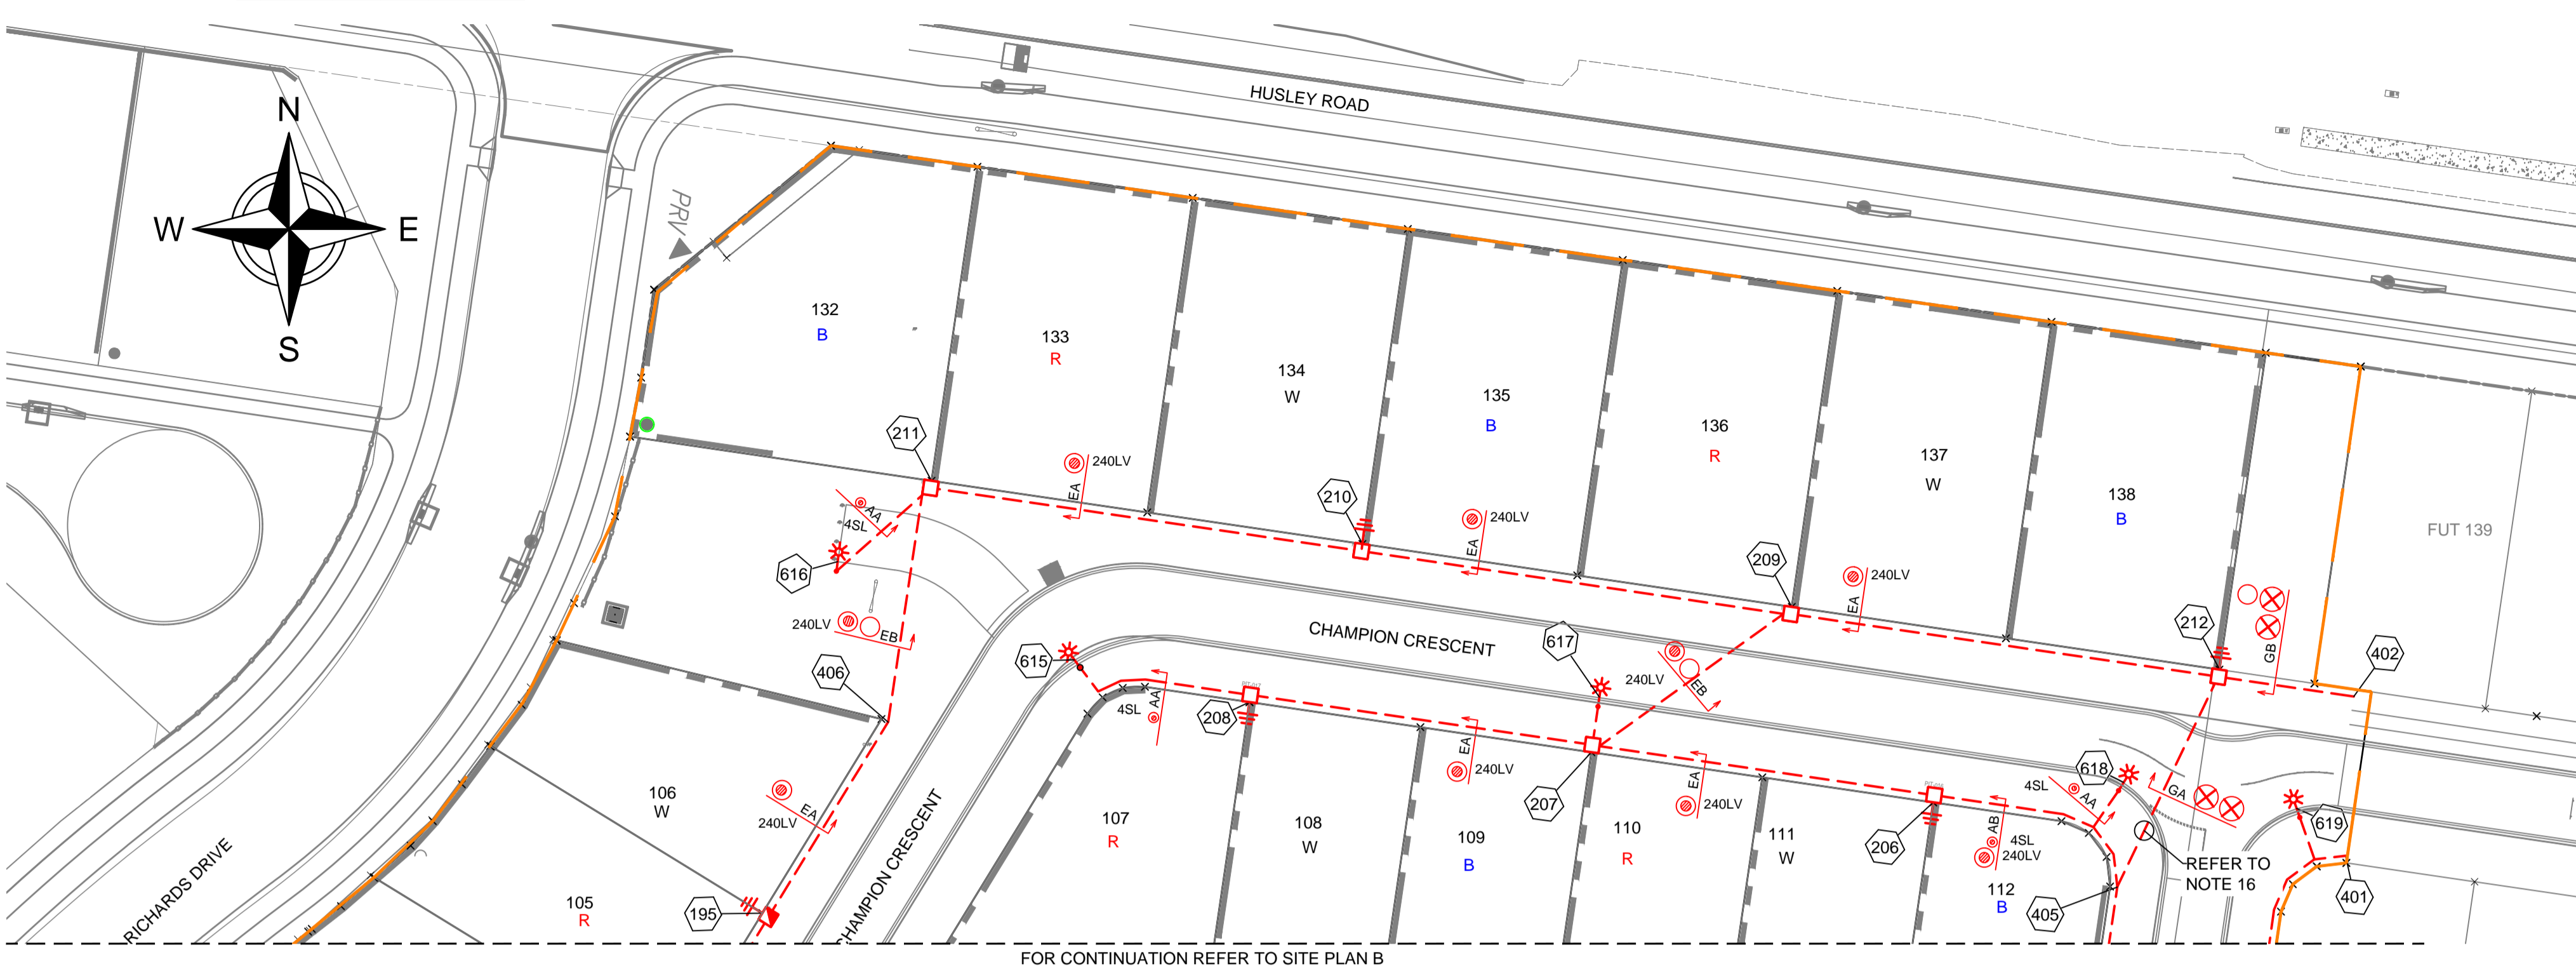 HUSLEY ROAD
N
W
E
S
PRV
132
B
133
R
134
W
135
B
136
R
137
W
138
B
FUT 139
211
240LV
EA
210
240LV
EA
209
240LV
EA
212
GB
402
AA
4SL
616
240LV
EB
406
615
4SL
AA
208
CHAMPION CRESCENT
617
240LV
EB
EA
240LV
207
EA
240LV
206
AB
4SL
240LV
618
4SL
AA
GA
619
REFER TO
NOTE 16
401
405
106
W
EA
240LV
105
R
195
RICHARDS DRIVE
CHAMPION CRESCENT
107
R
108
W
109
B
110
R
111
W
112
B
FOR CONTINUATION REFER TO SITE PLAN B